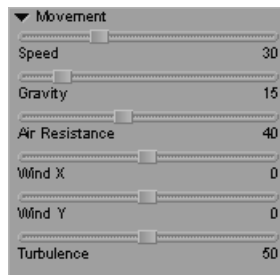 Movement
Speed 30
Gravity 15
Air Resistance 40
Wind X 0
Wind Y 0
Turbulence 50